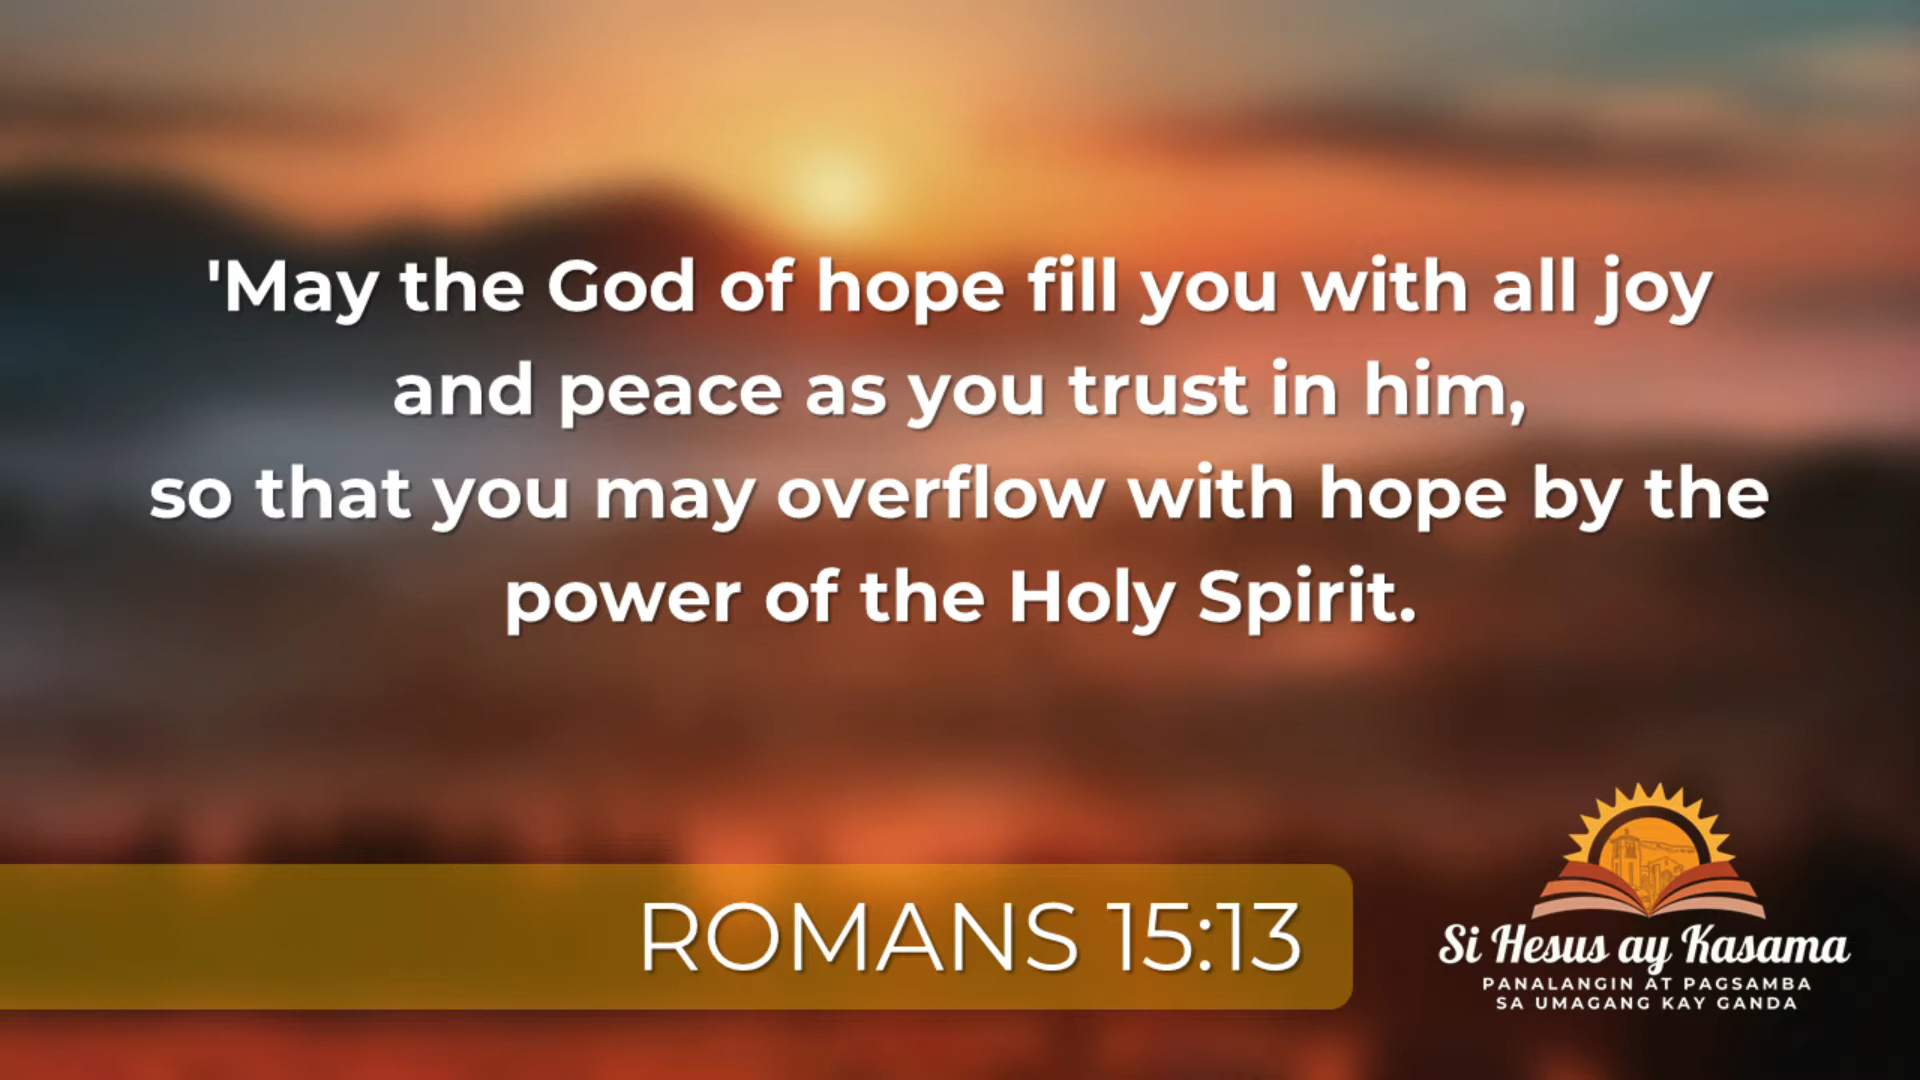 'May the God of hope fill you with all joy
and peace as you trust in him,
so that you may overflow with hope by the
power of the Holy Spirit.
ROMANS 15:13
Si Hesus ay Kasama
PANALANGIN AT PAGSAMBA
SA UMAGANG KAY GANDA